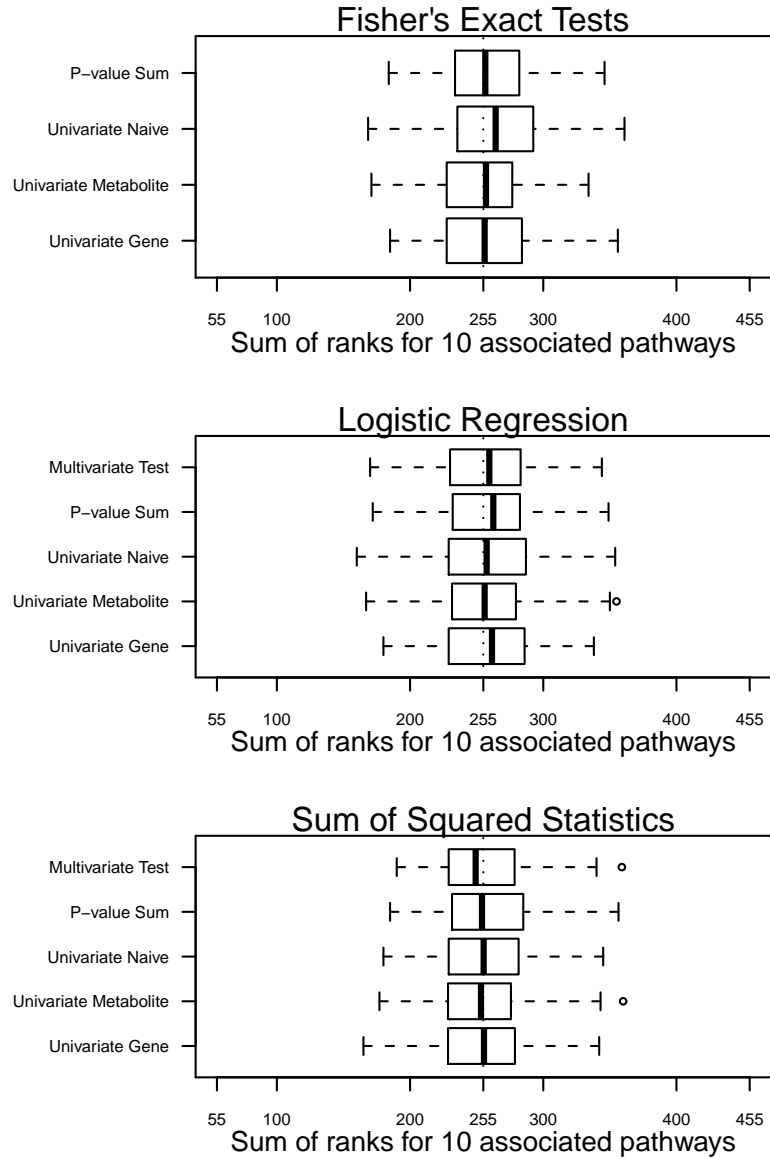 Fisher's Exact Tests
P−value Sum
Univariate Naive
Univariate Metabolite
Univariate Gene
55 100 200 255 300 400 455
Sum of ranks for 10 associated pathways
Logistic Regression
Multivariate Test
P−value Sum
Univariate Naive
Univariate Metabolite
Univariate Gene
55 100 200 255 300 400 455
Sum of ranks for 10 associated pathways
Sum of Squared Statistics
Multivariate Test
P−value Sum
Univariate Naive
Univariate Metabolite
Univariate Gene
55 100 200 255 300 400 455
Sum of ranks for 10 associated pathways